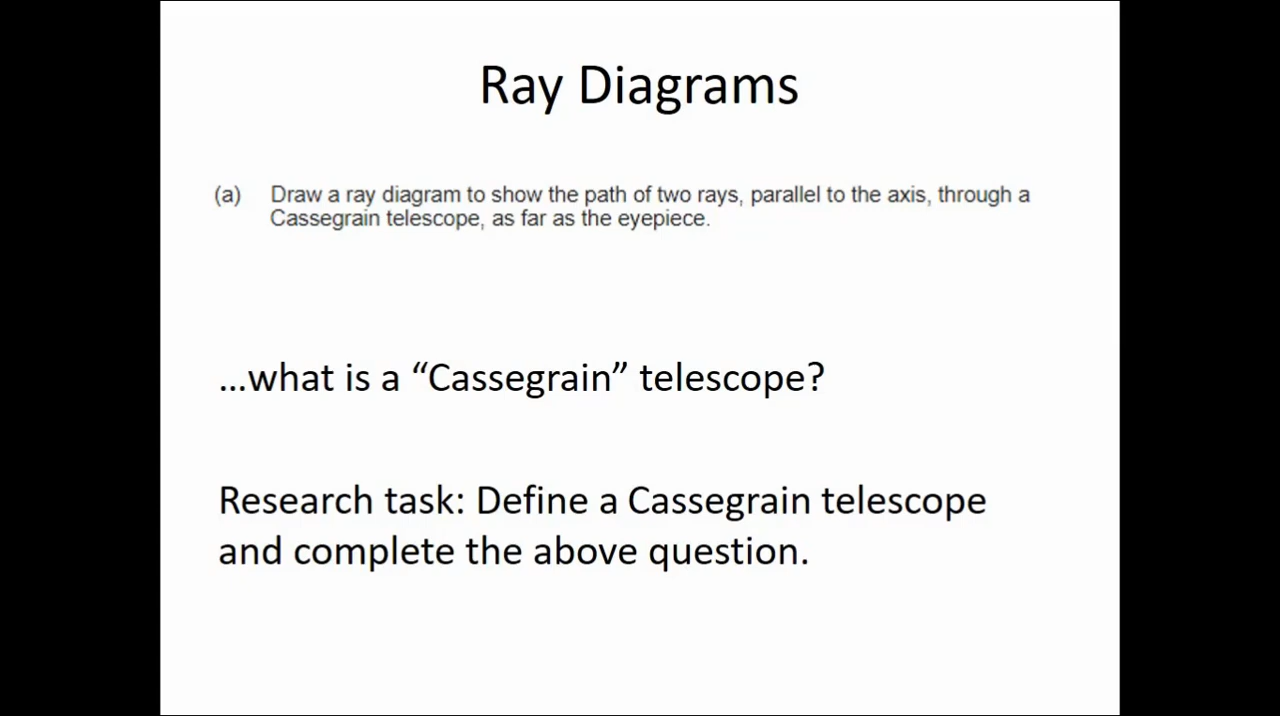 Ray Diagrams
(a) Draw a ray diagram to show the path of two rays, parallel to the axis, through a
Cassegrain telescope, as far as the eyepiece.
…what is a “Cassegrain” telescope?
Research task: Define a Cassegrain telescope
and complete the above question.